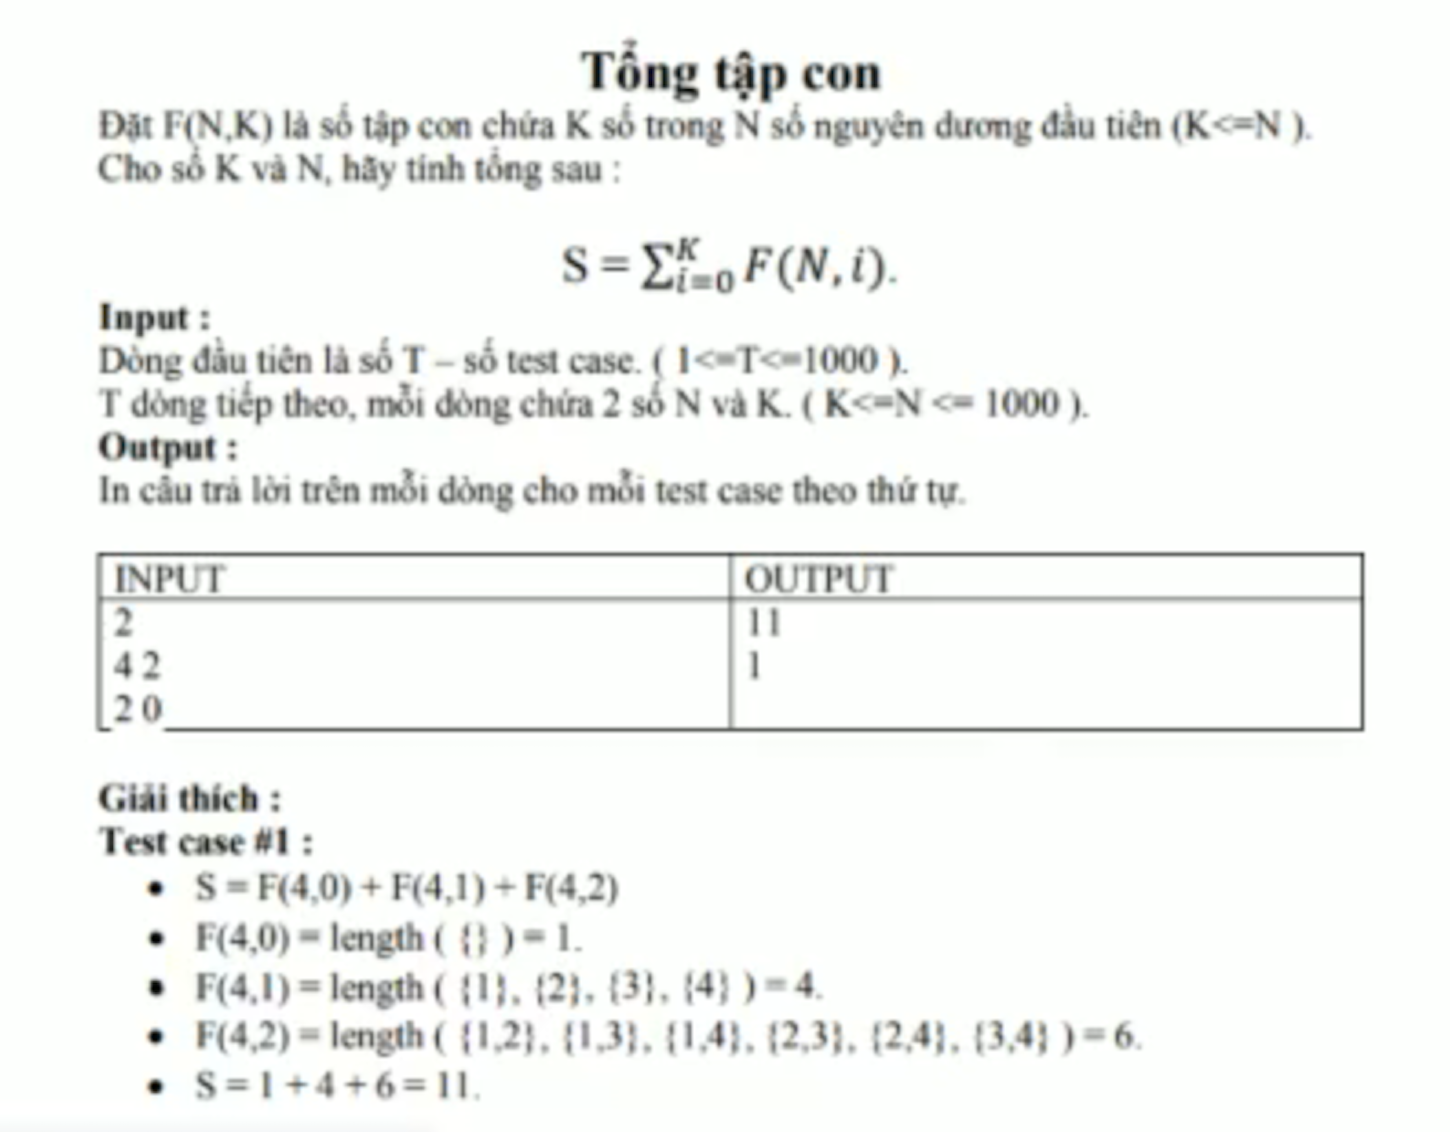 Tổng tập con
Đặt F(N,K) là số tập con chứa K số trong N số nguyên dương đầu tiên (K<=N ).
Cho số K và N, hãy tính tổng sau :
S = ∑_{i=0}^{K} F(N, i).
Input :
Dòng đầu tiên là số T – số test case. ( 1<=T<=1000 ).
T dòng tiếp theo, mỗi dòng chứa 2 số N và K. ( K<=N <= 1000 ).
Output :
In câu trả lời trên mỗi dòng cho mỗi test case theo thứ tự.
INPUT OUTPUT
2 11
4 2 1
2 0
Giải thích :
Test case #1 :
• S = F(4,0) + F(4,1) + F(4,2)
• F(4,0) = length ( {} ) = 1.
• F(4,1) = length ( {1}, {2}, {3}, {4} ) = 4.
• F(4,2) = length ( {1,2}, {1,3}, {1,4}, {2,3}, {2,4}, {3,4} ) = 6.
• S = 1 + 4 + 6 = 11.